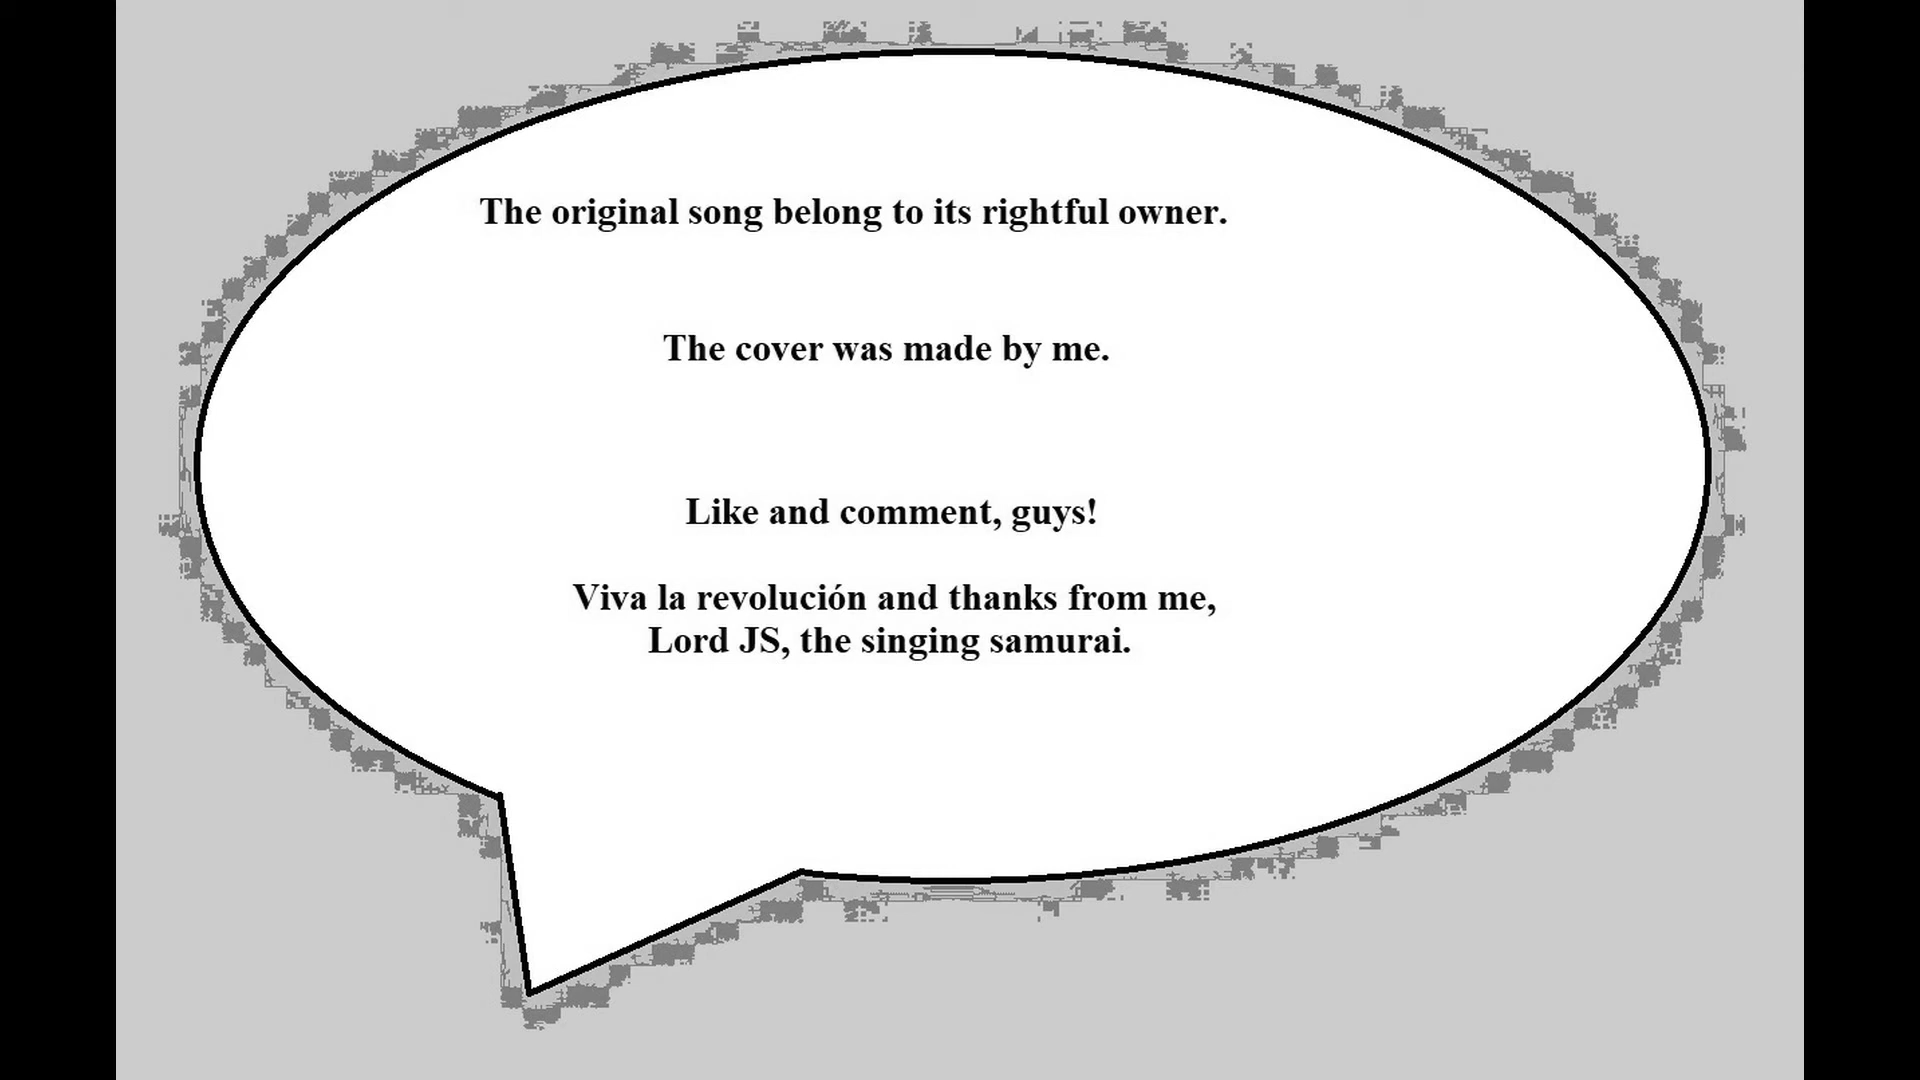 The original song belong to its rightful owner.
The cover was made by me.
Like and comment, guys!
Viva la revolución and thanks from me,
Lord JS, the singing samurai.